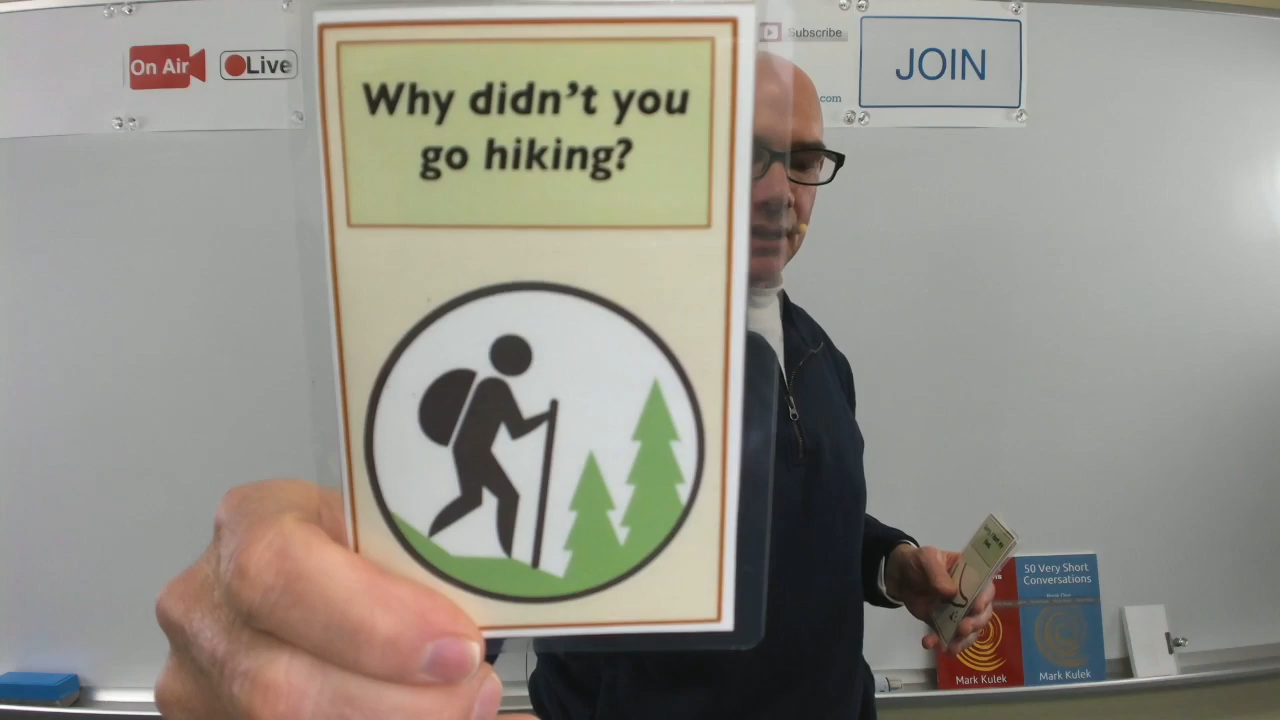 On Air
Live
Subscribe
com
JOIN
Why didn't you
go hiking?
50 Very Short
Conversations
Mark Kulek
Mark Kulek